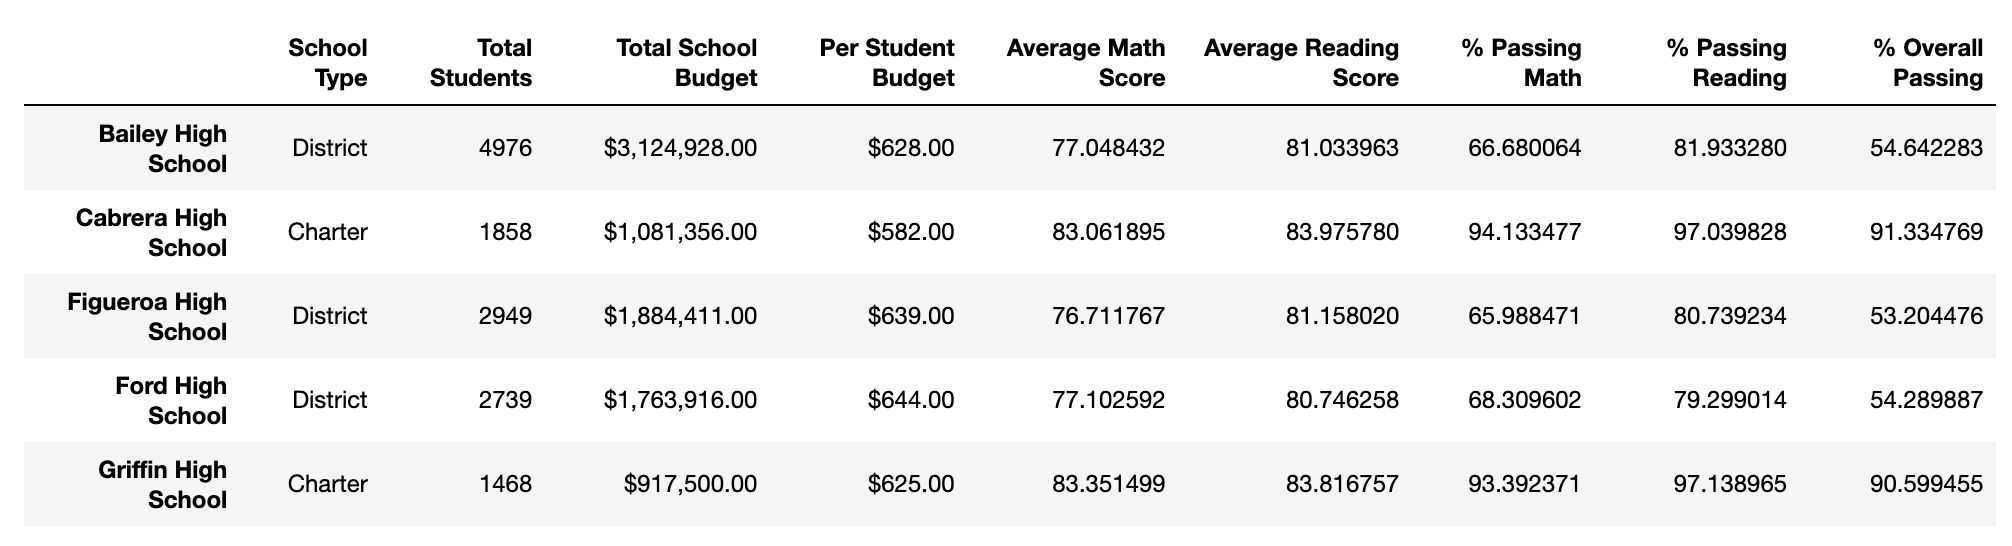 School Type Total Students Total School Budget Per Student Budget Average Math Score Average Reading Score % Passing Math % Passing Reading % Overall Passing
Bailey High School District 4976 $3,124,928.00 $628.00 77.048432 81.033963 66.680064 81.933280 54.642283
Cabrera High School Charter 1858 $1,081,356.00 $582.00 83.061895 83.975780 94.133477 97.039828 91.334769
Figueroa High School District 2949 $1,884,411.00 $639.00 76.711767 81.158020 65.988471 80.739234 53.204476
Ford High School District 2739 $1,763,916.00 $644.00 77.102592 80.746258 68.309602 79.299014 54.289887
Griffin High School Charter 1468 $917,500.00 $625.00 83.351499 83.816757 93.392371 97.138965 90.599455